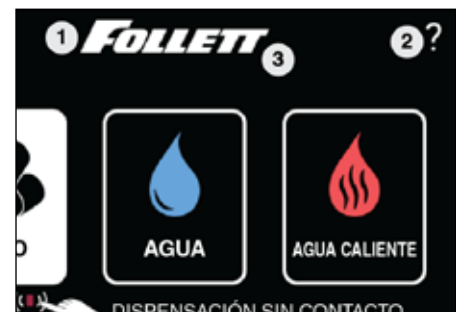 1 FOLLETT 3 2 ?
AGUA
AGUA CALIENTE
DISPENSACIÓN SIN CONTACTO